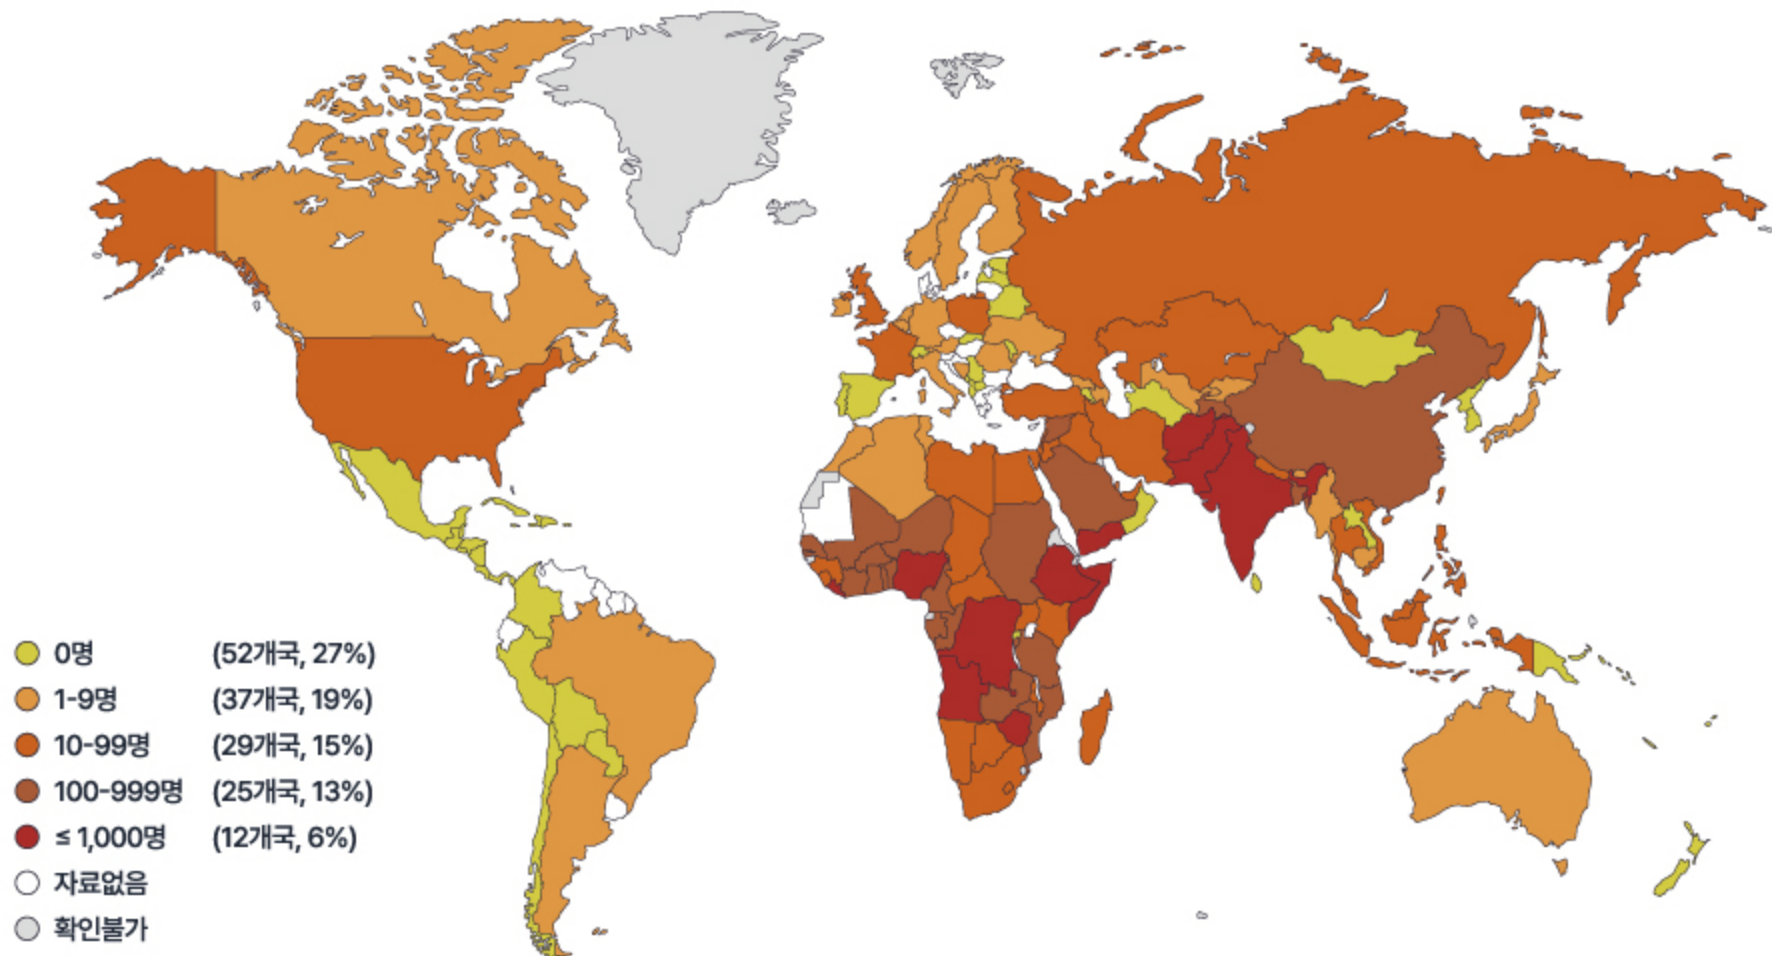 0명 (52개국, 27%)
1-9명 (37개국, 19%)
10-99명 (29개국, 15%)
100-999명 (25개국, 13%)
≤ 1,000명 (12개국, 6%)
자료없음
확인불가